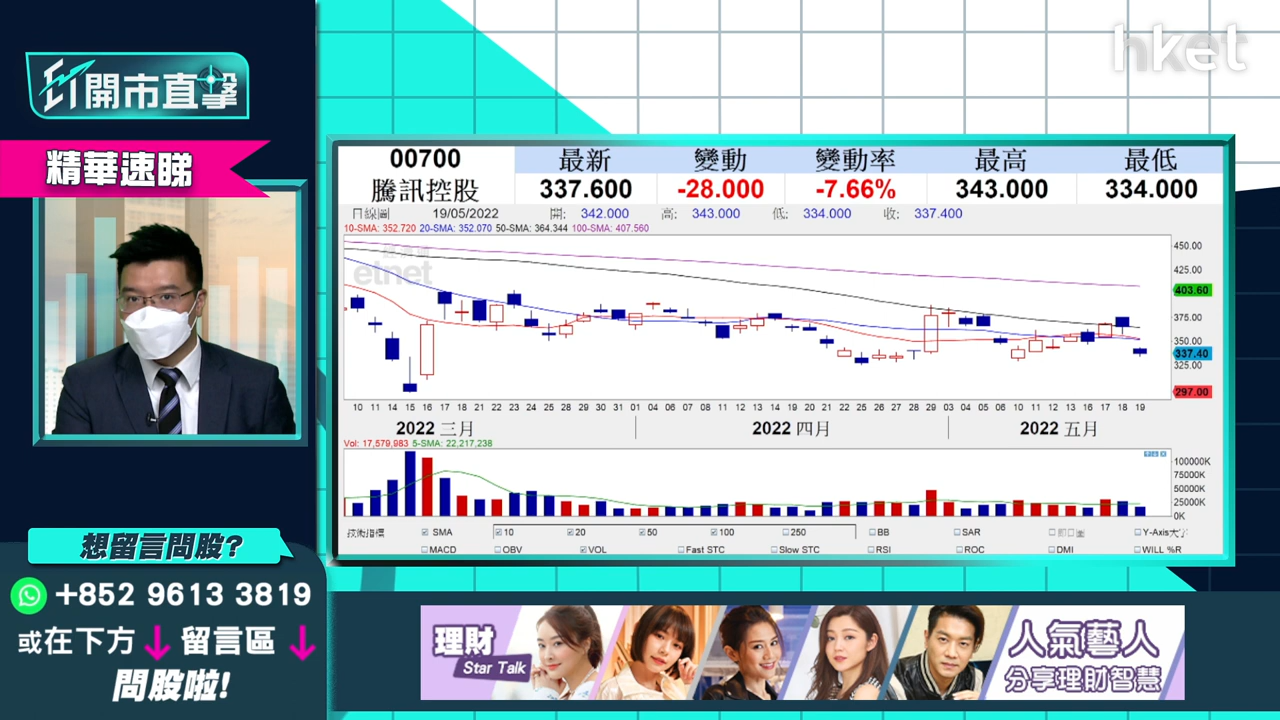 hket
ET開市直擊
精華速睇
00700 最新 變動 變動率 最高 最低
騰訊控股 337.600 -28.000 -7.66% 343.000 334.000
日線圖 19/05/2022 開: 342.000 高: 343.000 低: 334.000 收: 337.400
10-SMA: 352.720 20-SMA: 352.070 50-SMA: 364.344 100-SMA: 407.560
etnet
450.00
425.00
403.60
375.00
350.00
337.40
325.00
297.00
10 11 14 15 16 17 18 21 22 23 24 25 28 29 30 31 01 04 06 07 08 11 12 13 14 19 20 21 22 25 26 27 28 29 03 04 05 06 10 11 12 13 16 17 18 19
2022 三月 2022 四月 2022 五月
Vol: 17,579,983 5-SMA: 22,217,238
100000K
75000K
50000K
25000K
0K
技術指標 SMA 10 20 50 100 250 BB SAR Y-Axis大字
MACD OBV VOL Fast STC Slow STC RSI ROC DMI WILL %R
想留言問股?
+852 9613 3819
或在下方 留言區
問股啦!
理財
Star Talk
人氣藝人
分享理財智慧